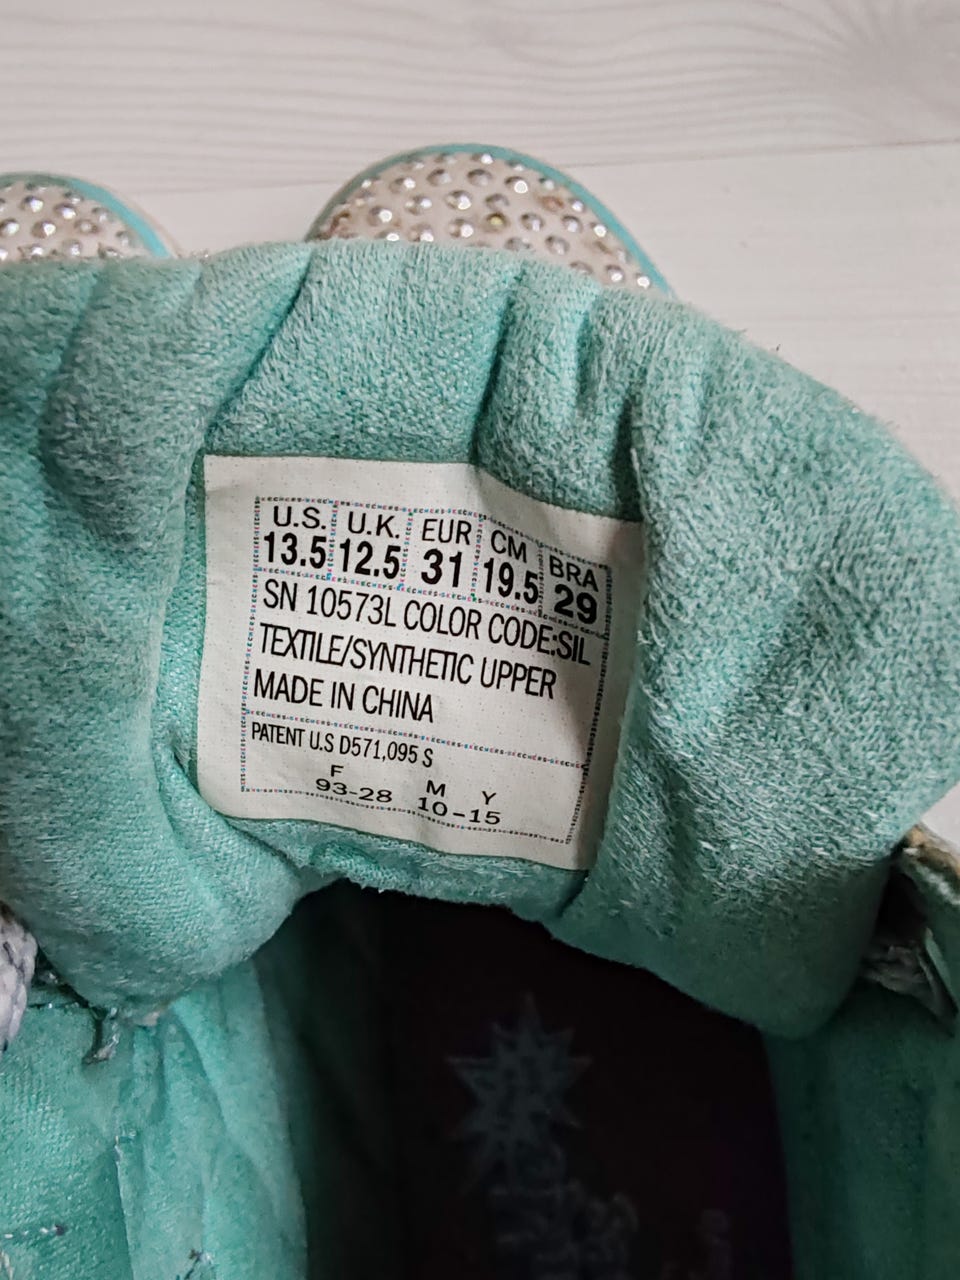 U.S. U.K. EUR CM BRA
13.5 12.5 31 19.5 29
SN 10573L COLOR CODE:SIL
TEXTILE/SYNTHETIC UPPER
MADE IN CHINA
PATENT U.S D571,095 S
F M Y
93-28 10-15